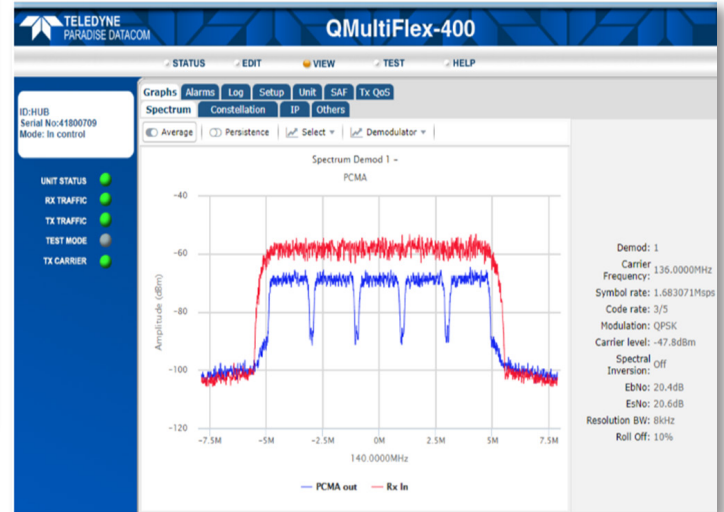 TELEDYNE
PARADISE DATACOM
QMultiFlex-400
STATUS EDIT VIEW TEST HELP
ID:HUB
Serial No:41800709
Mode: In control
UNIT STATUS
RX TRAFFIC
TX TRAFFIC
TEST MODE
TX CARRIER
Graphs Alarms Log Setup Unit SAF Tx QoS
Spectrum Constellation IP Others
Average Persistence Select Demodulator
Spectrum Demod 1 -
PCMA
Amplitude (dBm)
-40
-60
-80
-100
-120
-7.5M -5M -2.5M 0M 2.5M 5M 7.5M
140.0000MHz
PCMA out Rx In
Demod: 1
Carrier Frequency: 136.0000MHz
Symbol rate: 1.683071Msps
Code rate: 3/5
Modulation: QPSK
Carrier level: -47.8dBm
Spectral Inversion: Off
EbNo: 20.4dB
EsNo: 20.6dB
Resolution BW: 8kHz
Roll Off: 10%